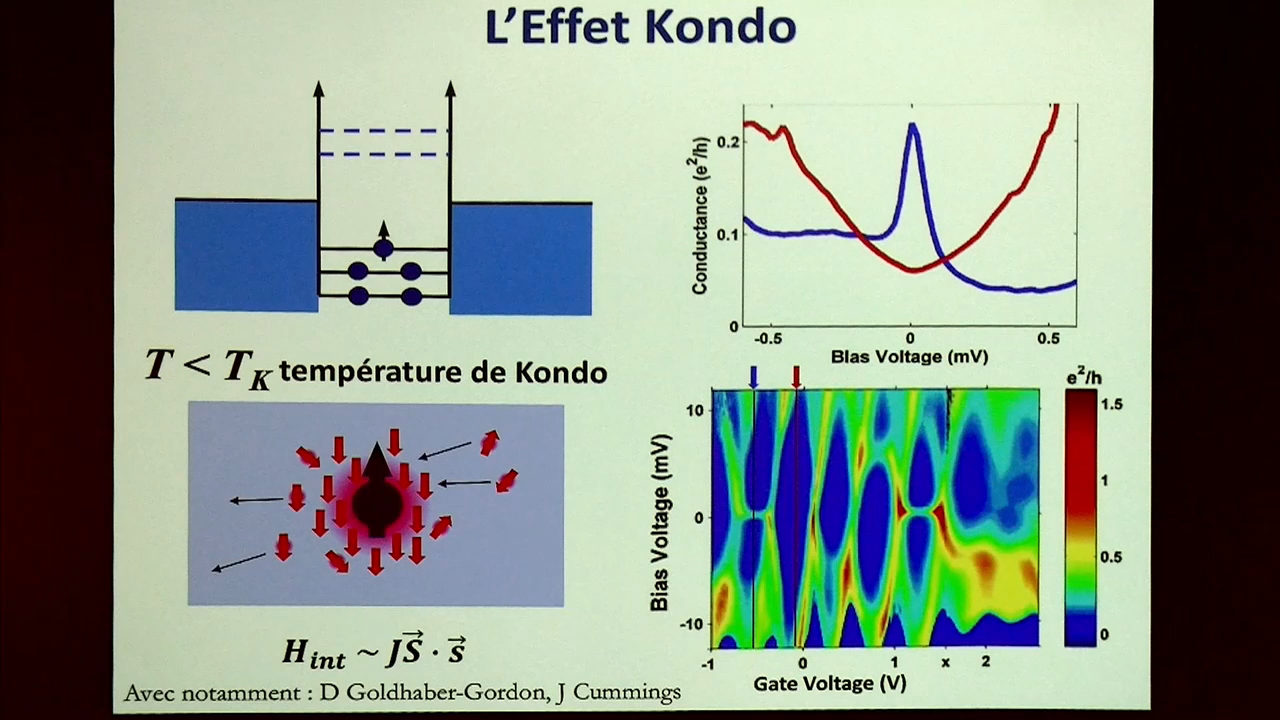 L'Effet Kondo
T < T_K température de Kondo
H_int ~ JS⃗ · s⃗
Avec notamment : D Goldhaber-Gordon, J Cummings
Conductance (e²/h)
0.2
0.1
0
-0.5
0
0.5
Bias Voltage (mV)
e²/h
1.5
1
0.5
0
Bias Voltage (mV)
10
0
-10
-1
0
1
x
2
Gate Voltage (V)